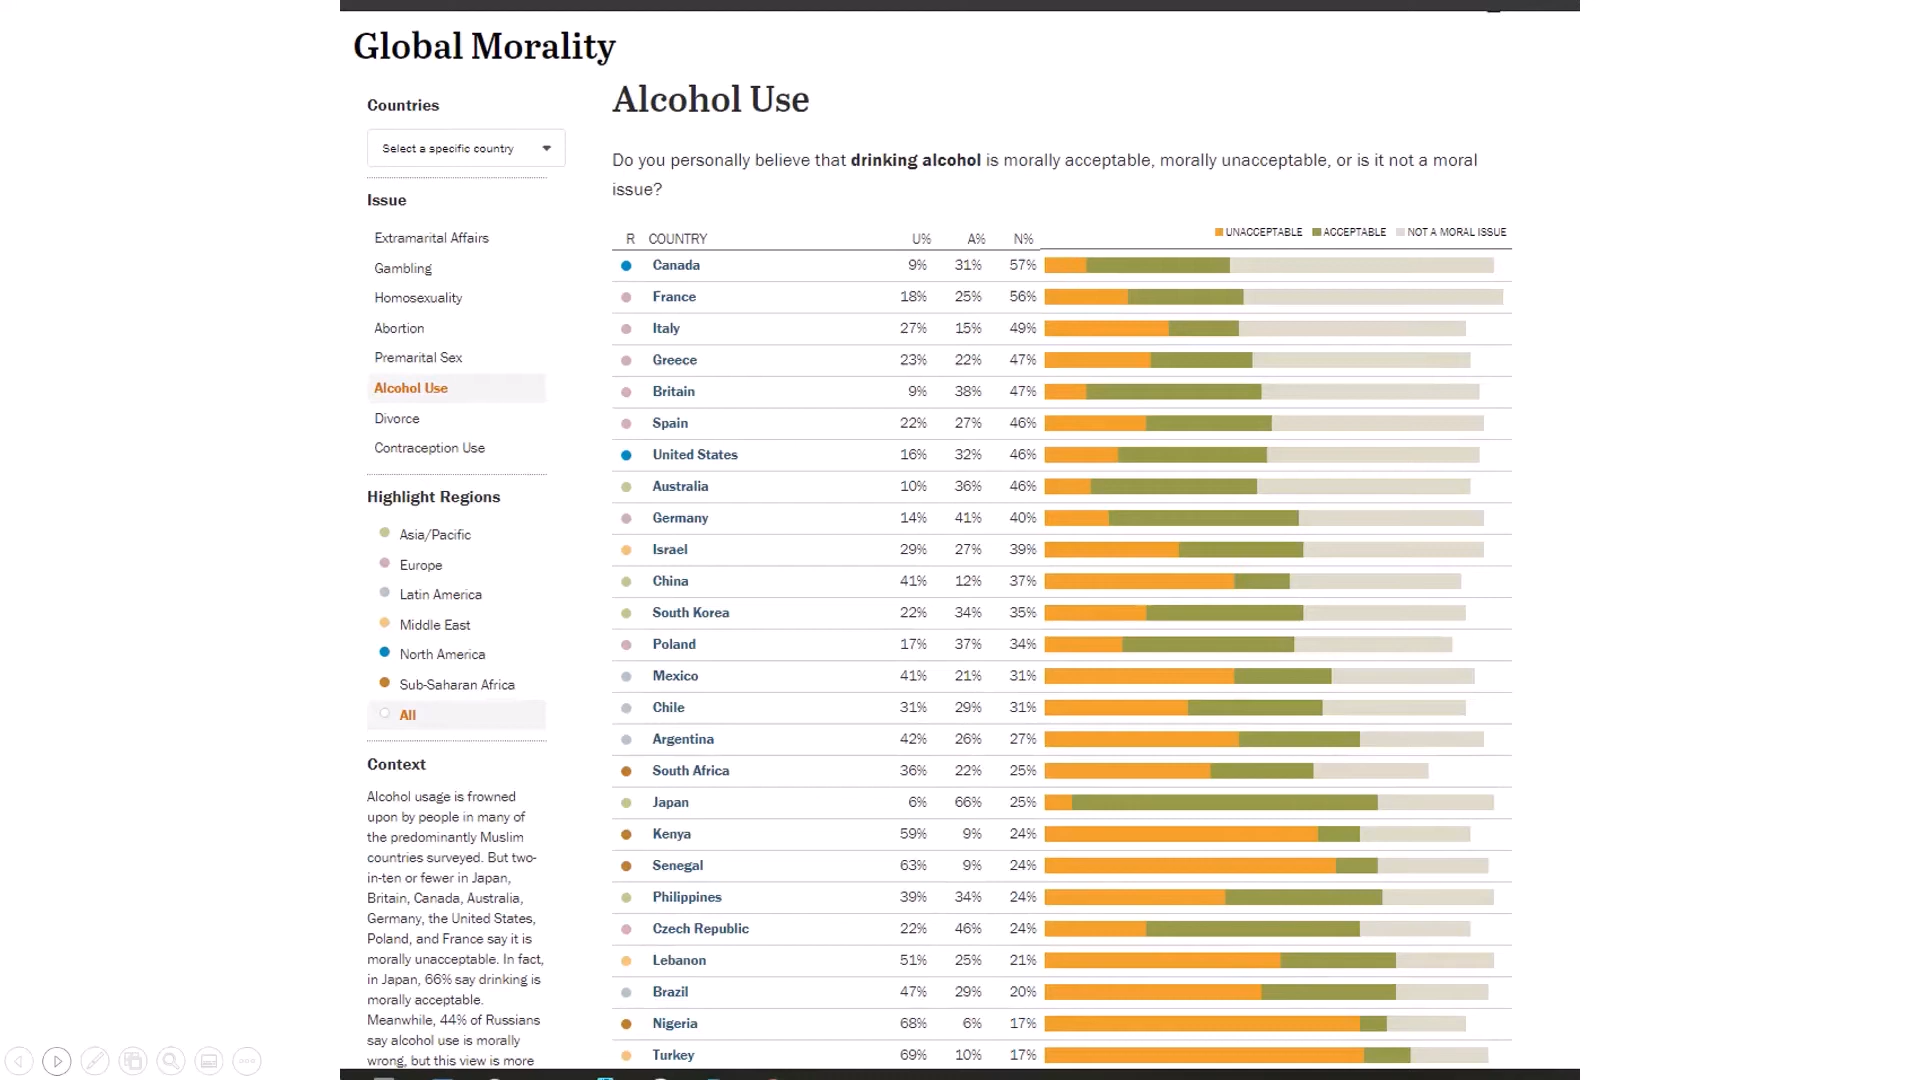 Global Morality
Countries
Select a specific country
Issue
Extramarital Affairs
Gambling
Homosexuality
Abortion
Premarital Sex
Alcohol Use
Divorce
Contraception Use
Highlight Regions
Asia/Pacific
Europe
Latin America
Middle East
North America
Sub-Saharan Africa
All
Context
Alcohol usage is frowned
upon by people in many of
the predominantly Muslim
countries surveyed. But two-
in-ten or fewer in Japan,
Britain, Canada, Australia,
Germany, the United States,
Poland, and France say it is
morally unacceptable. In fact,
in Japan, 66% say drinking is
morally acceptable.
Meanwhile, 44% of Russians
say alcohol use is morally
wrong, but this view is more
Alcohol Use
Do you personally believe that drinking alcohol is morally acceptable, morally unacceptable, or is it not a moral
issue?
R COUNTRY U% A% N% UNACCEPTABLE ACCEPTABLE NOT A MORAL ISSUE
Canada 9% 31% 57%
France 18% 25% 56%
Italy 27% 15% 49%
Greece 23% 22% 47%
Britain 9% 38% 47%
Spain 22% 27% 46%
United States 16% 32% 46%
Australia 10% 36% 46%
Germany 14% 41% 40%
Israel 29% 27% 39%
China 41% 12% 37%
South Korea 22% 34% 35%
Poland 17% 37% 34%
Mexico 41% 21% 31%
Chile 31% 29% 31%
Argentina 42% 26% 27%
South Africa 36% 22% 25%
Japan 6% 66% 25%
Kenya 59% 9% 24%
Senegal 63% 9% 24%
Philippines 39% 34% 24%
Czech Republic 22% 46% 24%
Lebanon 51% 25% 21%
Brazil 47% 29% 20%
Nigeria 68% 6% 17%
Turkey 69% 10% 17%